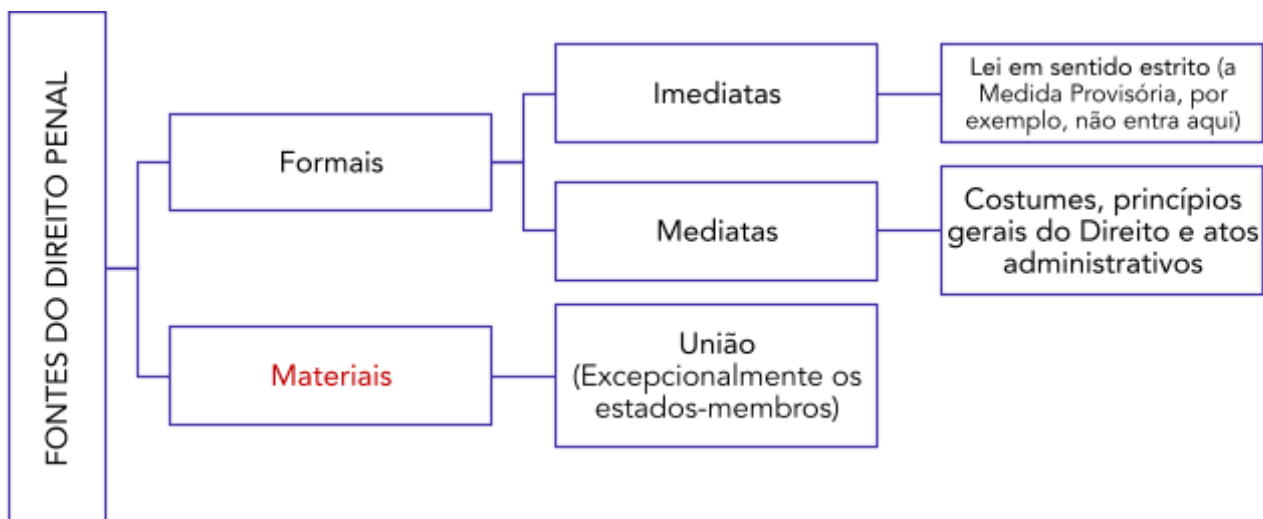 FONTES DO DIREITO PENAL
Formais
Imediatas
Lei em sentido estrito (a
Medida Provisória, por
exemplo, não entra aqui)
Mediatas
Costumes, princípios
gerais do Direito e atos
administrativos
Materiais
União
(Excepcionalmente os
estados-membros)